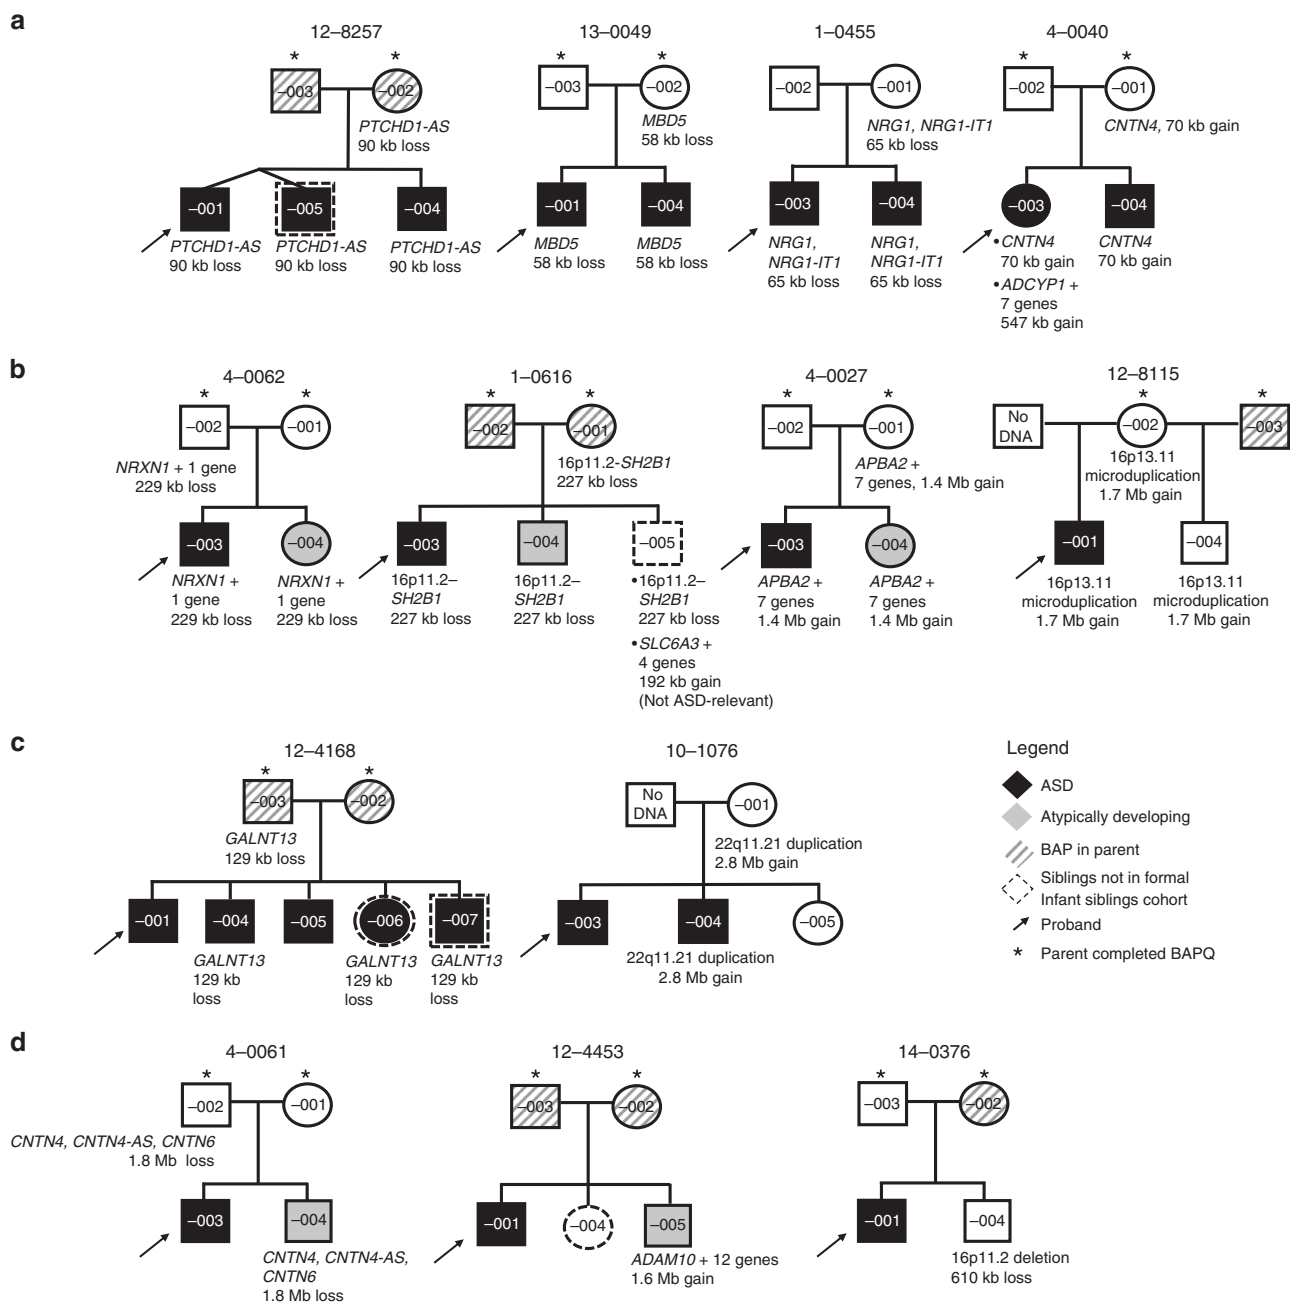 a
12–8257
13–0049
1–0455
4–0040
* * * * * *
–003 –002 –003 –002 –002 –001 –002 –001
PTCHD1-AS
90 kb loss
MBD5
58 kb loss
NRG1, NRG1-IT1
65 kb loss
CNTN4, 70 kb gain
–001 –005 –004 –001 –004 –003 –004 –003 –004
PTCHD1-AS
90 kb loss
PTCHD1-AS
90 kb loss
PTCHD1-AS
90 kb loss
MBD5
58 kb loss
MBD5
58 kb loss
NRG1,
NRG1-IT1
65 kb loss
NRG1,
NRG1-IT1
65 kb loss
•CNTN4
70 kb gain
•ADCYP1 +
7 genes
547 kb gain
CNTN4
70 kb gain
b
4–0062
1–0616
4–0027
12–8115
* * * * * * * *
–002 –001 –002 –001 –002 –001 No
DNA
–002 –003
NRXN1 + 1 gene
229 kb loss
16p11.2-SH2B1
227 kb loss
APBA2 +
7 genes, 1.4 Mb gain
16p13.11
microduplication
1.7 Mb gain
–003 –004 –003 –004 –005 –003 –004 –001 –004
NRXN1 +
1 gene
229 kb loss
NRXN1 +
1 gene
229 kb loss
16p11.2–
SH2B1
227 kb loss
16p11.2–
SH2B1
227 kb loss
•16p11.2–
SH2B1
227 kb loss
•SLC6A3 +
4 genes
192 kb gain
(Not ASD-relevant)
APBA2 +
7 genes
1.4 Mb gain
APBA2 +
7 genes
1.4 Mb gain
16p13.11
microduplication
1.7 Mb gain
16p13.11
microduplication
1.7 Mb gain
c
12–4168
10–1076
* *
–003 –002 No
DNA
–001
GALNT13
129 kb loss
22q11.21 duplication
2.8 Mb gain
–001 –004 –005 –006 –007 –003 –004 –005
GALNT13
129 kb
loss
GALNT13
129 kb
loss
GALNT13
129 kb
loss
22q11.21 duplication
2.8 Mb gain
Legend
ASD
Atypically developing
BAP in parent
Siblings not in formal
Infant siblings cohort
Proband
* Parent completed BAPQ
d
4–0061
12–4453
14–0376
* * * * * *
–002 –001 –003 –002 –003 –002
CNTN4, CNTN4-AS, CNTN6
1.8 Mb loss
–003 –004 –001 –004 –005 –001 –004
CNTN4, CNTN4-AS,
CNTN6
1.8 Mb loss
ADAM10 + 12 genes
1.6 Mb gain
16p11.2 deletion
610 kb loss